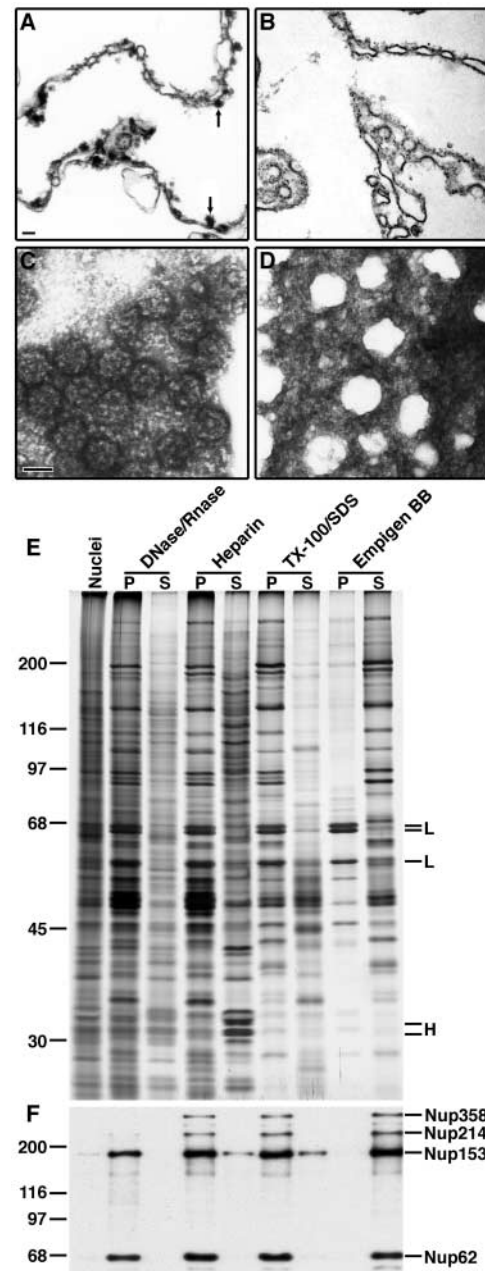 A
B
C
D
E
Nuclei
DNase/Rnase
Heparin
TX-100/SDS
Empigen BB
P S P S P S P S
200
116
97
68
45
30
L
L
H
F
200
116
97
68
Nup358
Nup214
Nup153
Nup62